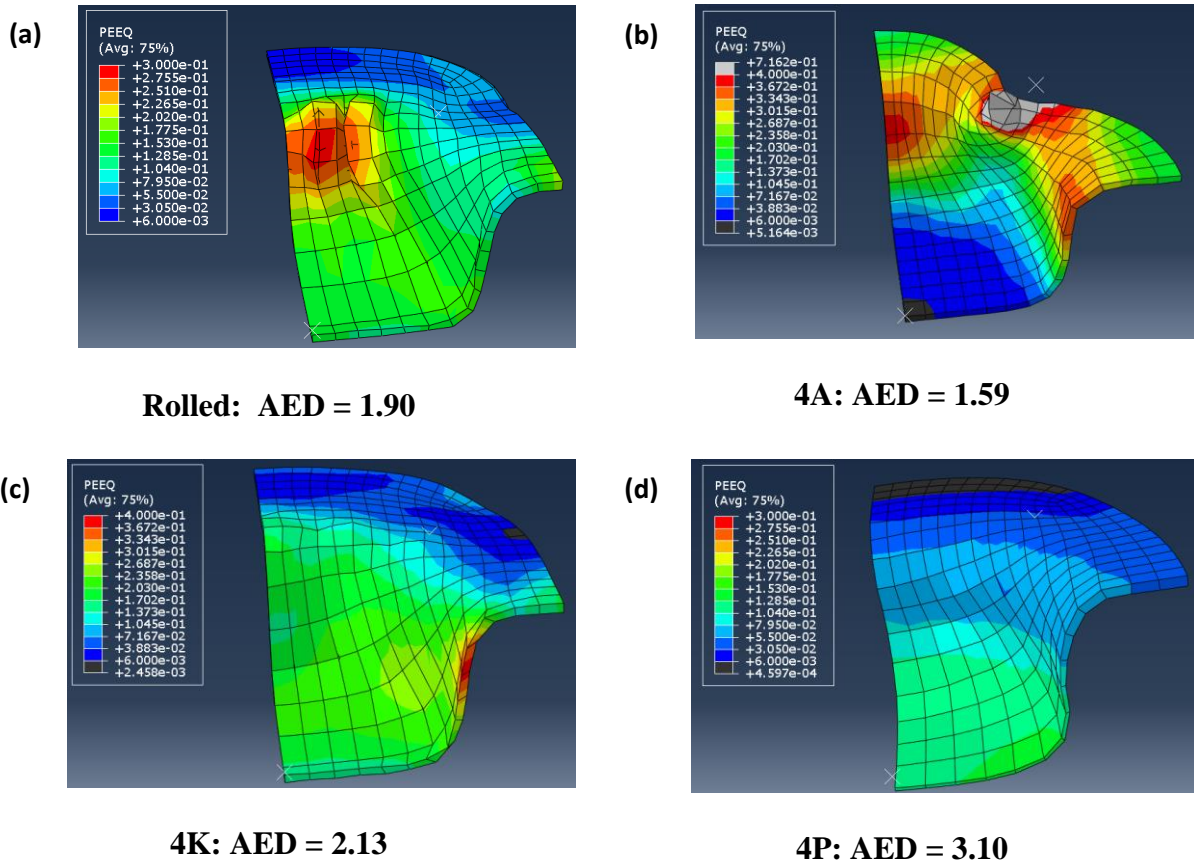 (a)
PEEQ
(Avg: 75%)
+3.000e-01
+2.755e-01
+2.510e-01
+2.265e-01
+2.020e-01
+1.775e-01
+1.530e-01
+1.285e-01
+1.040e-01
+7.950e-02
+5.500e-02
+3.050e-02
+6.000e-03
Rolled: AED = 1.90
(b)
PEEQ
(Avg: 75%)
+7.162e-01
+4.000e-01
+3.672e-01
+3.343e-01
+3.015e-01
+2.687e-01
+2.358e-01
+2.030e-01
+1.702e-01
+1.373e-01
+1.045e-01
+7.167e-02
+3.883e-02
+6.000e-03
+5.164e-03
4A: AED = 1.59
(c)
PEEQ
(Avg: 75%)
+4.000e-01
+3.672e-01
+3.343e-01
+3.015e-01
+2.687e-01
+2.358e-01
+2.030e-01
+1.702e-01
+1.373e-01
+1.045e-01
+7.167e-02
+3.883e-02
+6.000e-03
+2.458e-03
4K: AED = 2.13
(d)
PEEQ
(Avg: 75%)
+3.000e-01
+2.755e-01
+2.510e-01
+2.265e-01
+2.020e-01
+1.775e-01
+1.530e-01
+1.285e-01
+1.040e-01
+7.950e-02
+5.500e-02
+3.050e-02
+6.000e-03
+4.597e-04
4P: AED = 3.10